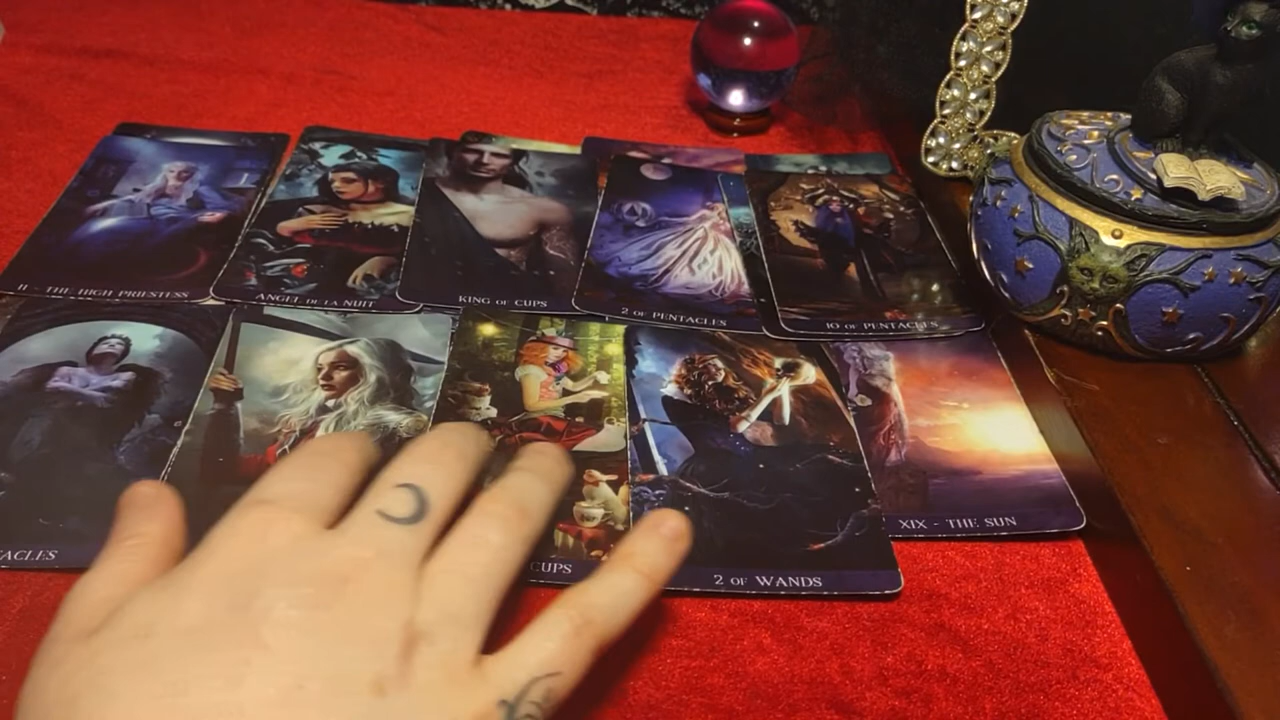 II - THE HIGH PRIESTESS
ANGEL DE LA NUIT
KING OF CUPS
2 OF PENTACLES
10 OF PENTACLES
XIX - THE SUN
ACLES
CUPS
2 OF WANDS